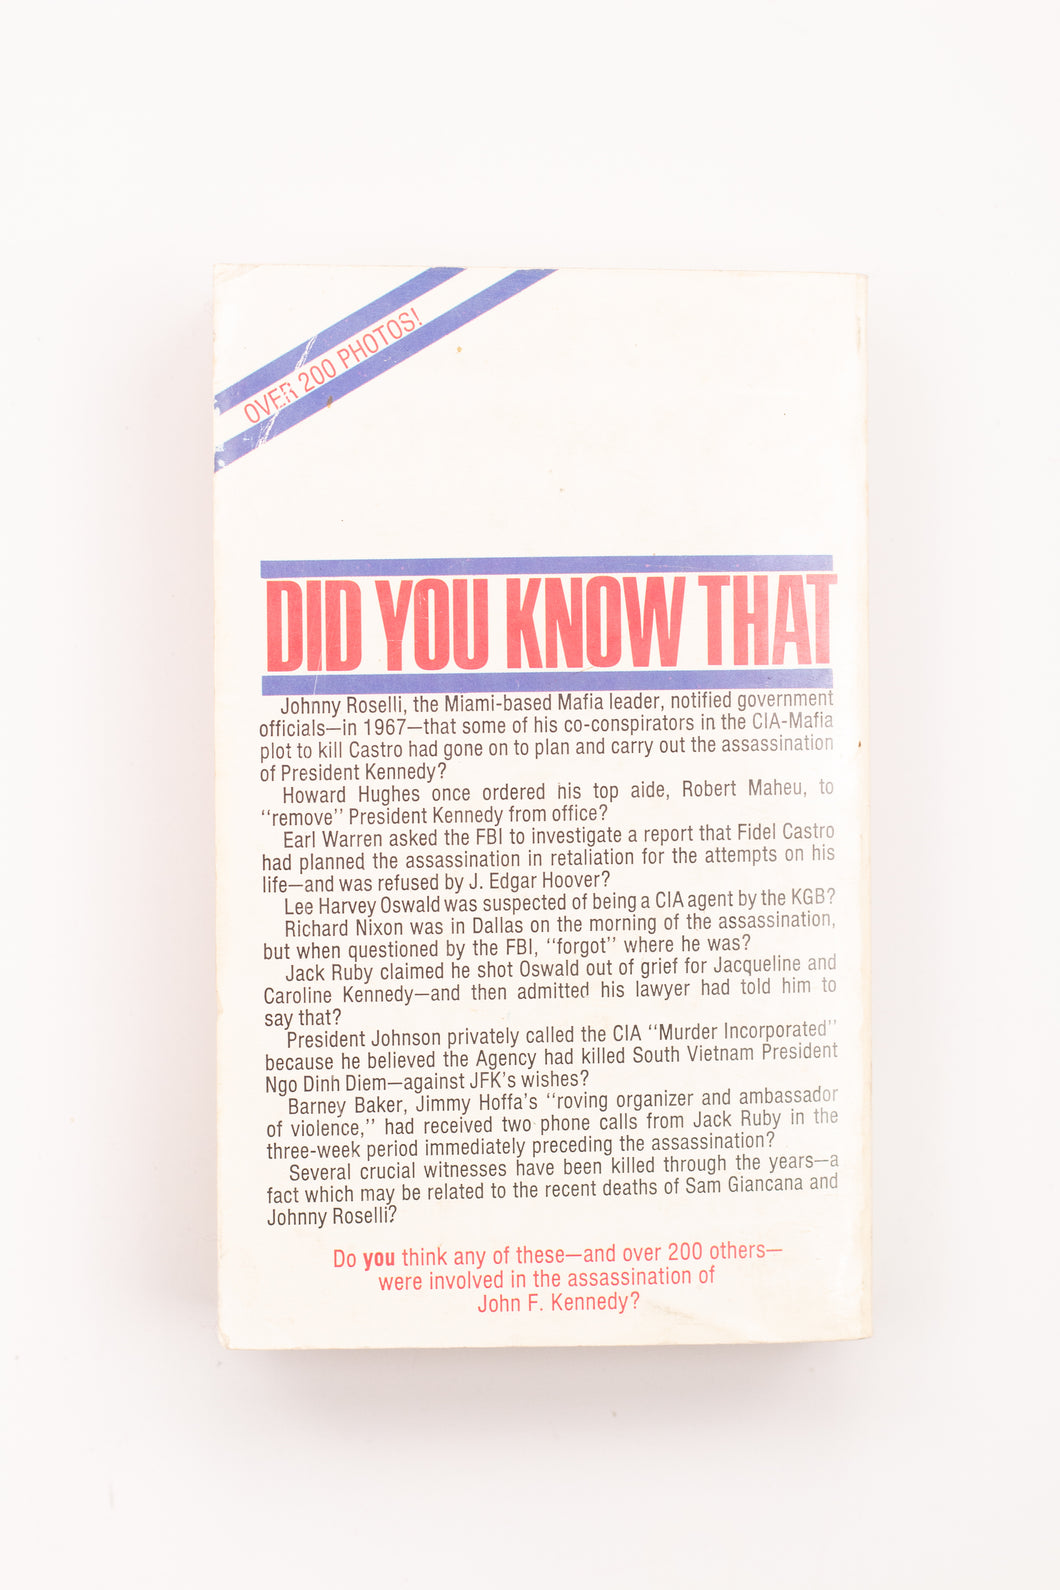 OVER 200 PHOTOS!
DID YOU KNOW THAT
Johnny Roselli, the Miami-based Mafia leader, notified government
officials—in 1967—that some of his co-conspirators in the CIA-Mafia
plot to kill Castro had gone on to plan and carry out the assassination
of President Kennedy?
Howard Hughes once ordered his top aide, Robert Maheu, to
"remove" President Kennedy from office?
Earl Warren asked the FBI to investigate a report that Fidel Castro
had planned the assassination in retaliation for the attempts on his
life—and was refused by J. Edgar Hoover?
Lee Harvey Oswald was suspected of being a CIA agent by the KGB?
Richard Nixon was in Dallas on the morning of the assassination,
but when questioned by the FBI, "forgot" where he was?
Jack Ruby claimed he shot Oswald out of grief for Jacqueline and
Caroline Kennedy—and then admitted his lawyer had told him to
say that?
President Johnson privately called the CIA "Murder Incorporated"
because he believed the Agency had killed South Vietnam President
Ngo Dinh Diem—against JFK's wishes?
Barney Baker, Jimmy Hoffa's "roving organizer and ambassador
of violence," had received two phone calls from Jack Ruby in the
three-week period immediately preceding the assassination?
Several crucial witnesses have been killed through the years—a
fact which may be related to the recent deaths of Sam Giancana and
Johnny Roselli?
Do you think any of these—and over 200 others—
were involved in the assassination of
John F. Kennedy?